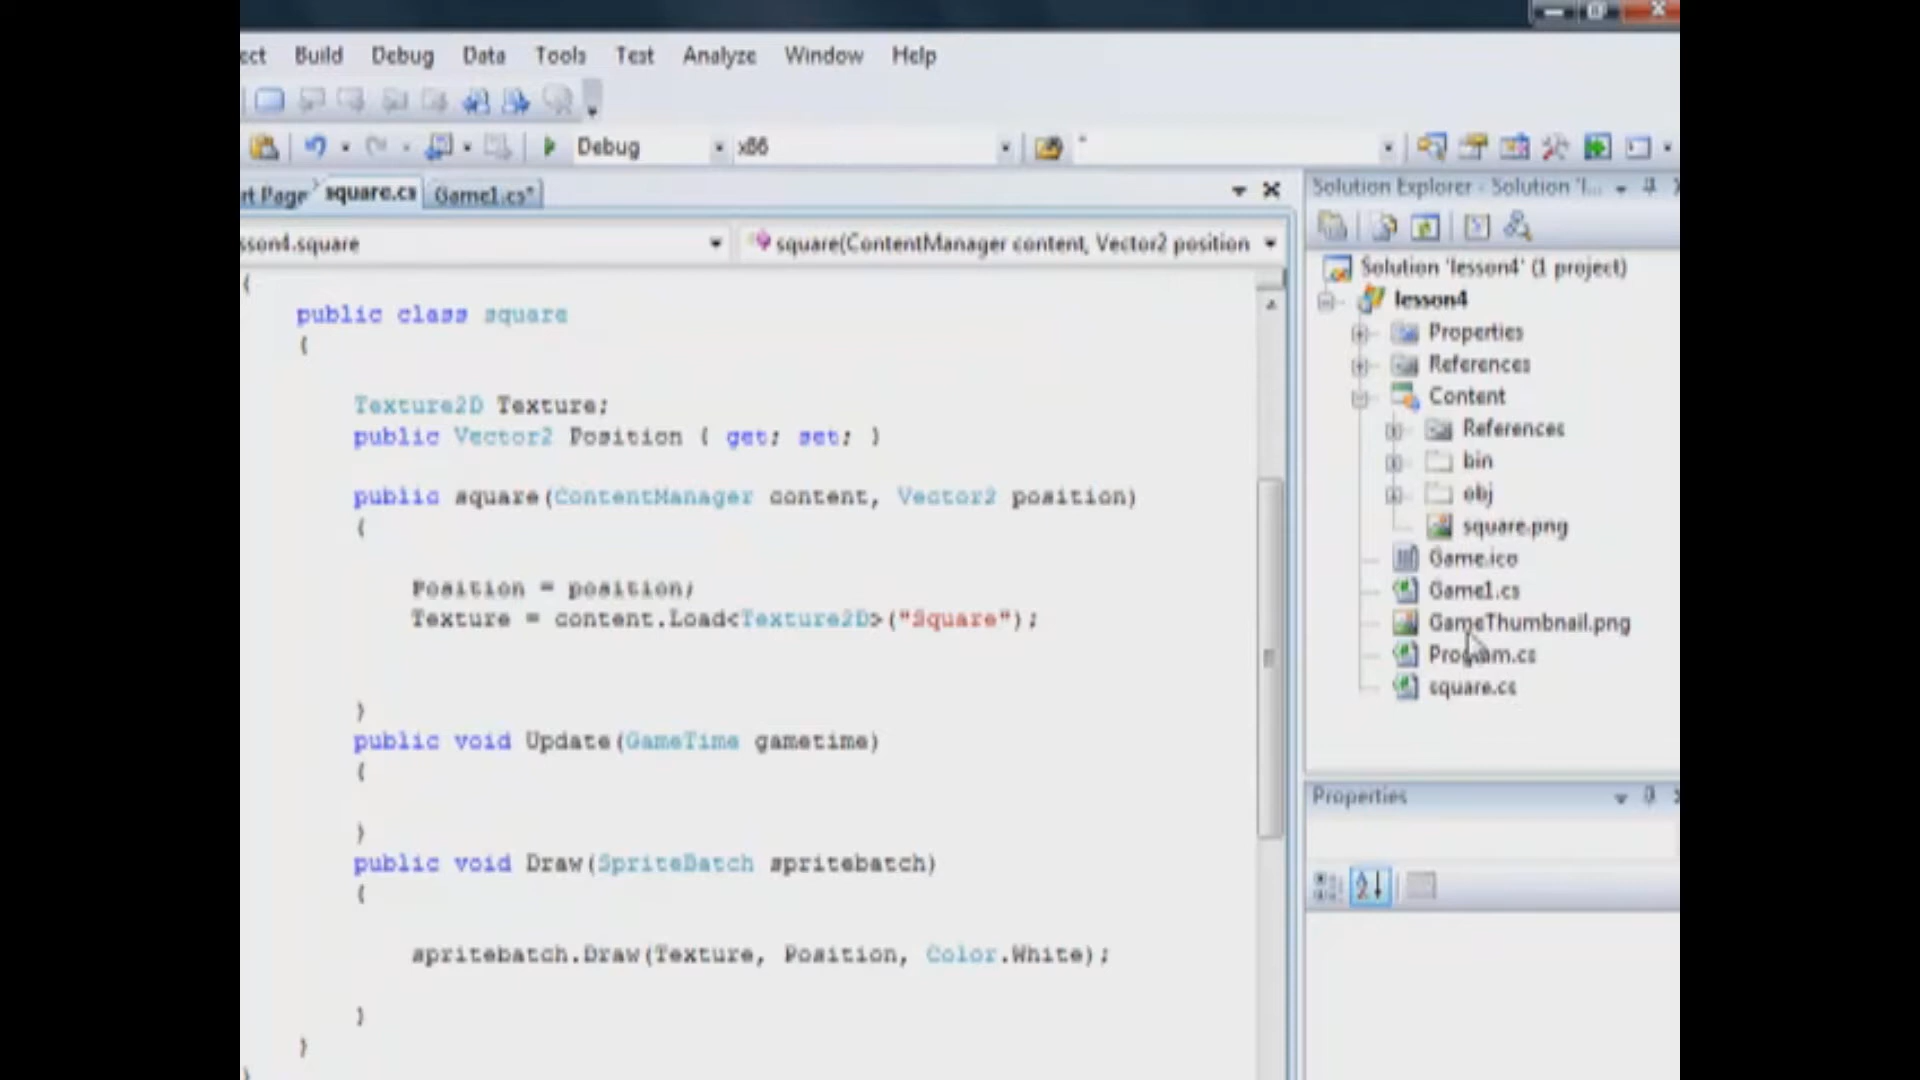 ect Build Debug Data Tools Test Analyze Window Help
Debug x86
rt Page square.cs Game1.cs*
sson4.square square(ContentManager content, Vector2 position
{
public class square
{
Texture2D Texture;
public Vector2 Position { get; set; }
public square(ContentManager content, Vector2 position)
{
Position = position;
Texture = content.Load<Texture2D>("Square");
}
public void Update(GameTime gametime)
{
}
public void Draw(SpriteBatch spritebatch)
{
spritebatch.Draw(Texture, Position, Color.White);
}
}
Solution Explorer - Solution 'l...
Solution 'lesson4' (1 project)
lesson4
Properties
References
Content
References
bin
obj
square.png
Game.ico
Game1.cs
GameThumbnail.png
Program.cs
square.cs
Properties